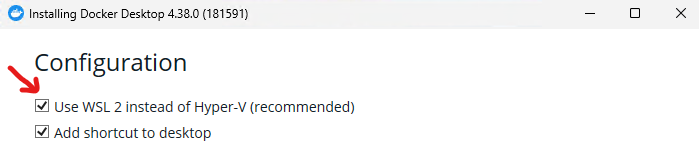 Installing Docker Desktop 4.38.0 (181591)
Configuration
Use WSL 2 instead of Hyper-V (recommended)
Add shortcut to desktop